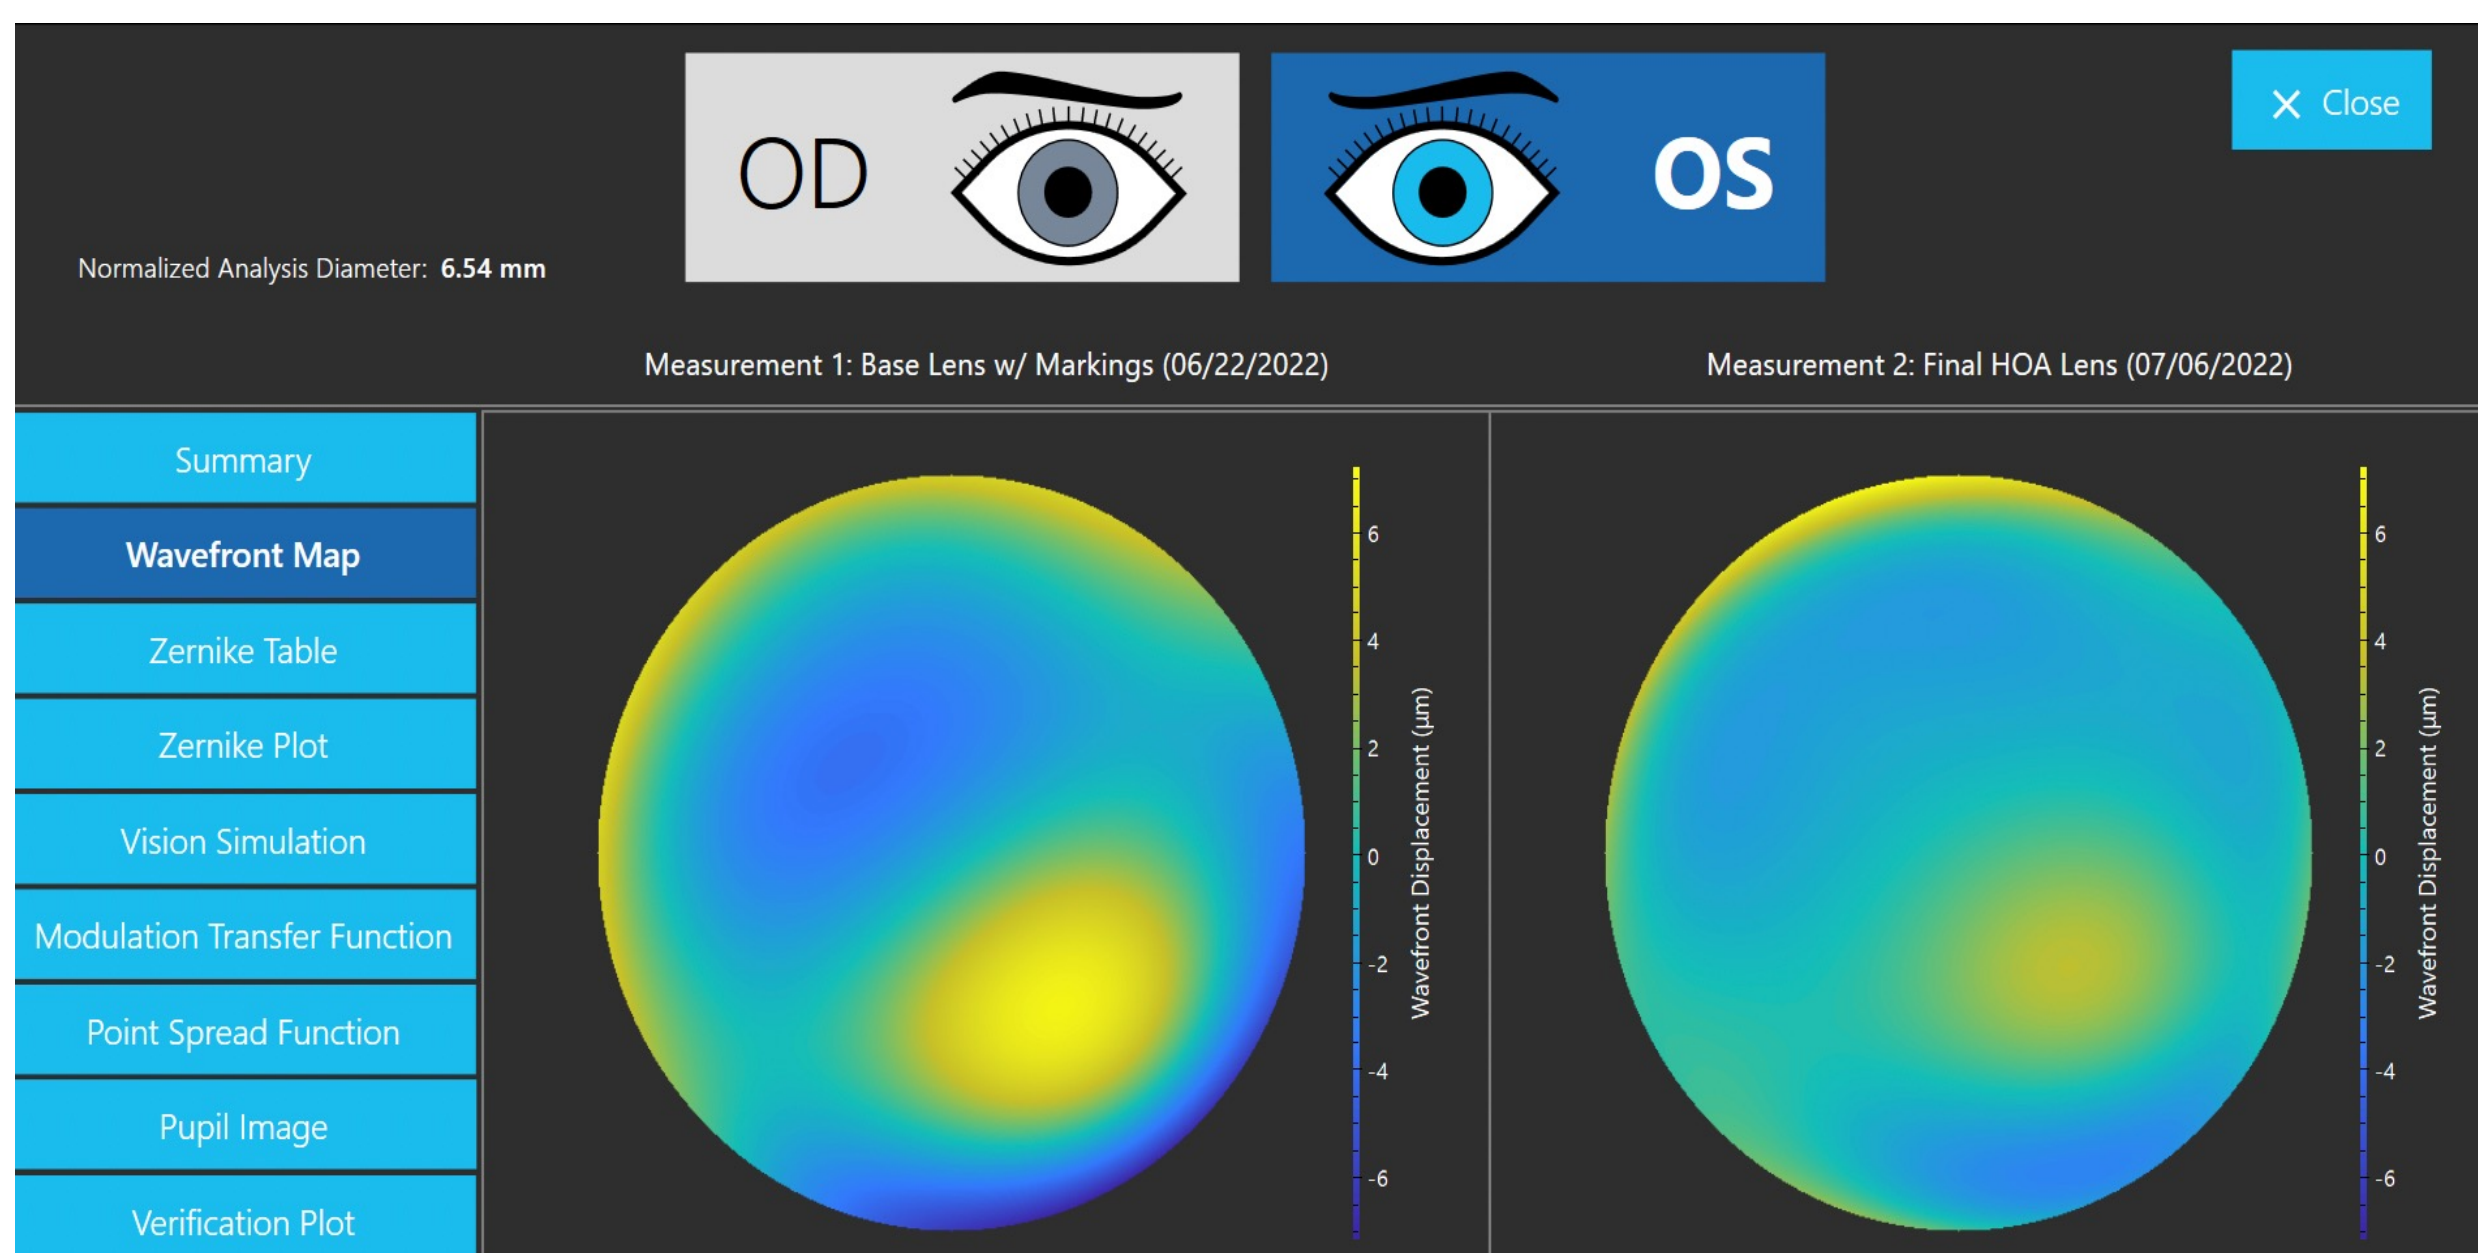 OD
OS
Close
Normalized Analysis Diameter: 6.54 mm
Measurement 1: Base Lens w/ Markings (06/22/2022)
Measurement 2: Final HOA Lens (07/06/2022)
Summary
Wavefront Map
Zernike Table
Zernike Plot
Vision Simulation
Modulation Transfer Function
Point Spread Function
Pupil Image
Verification Plot
6
4
2
0
-2
-4
-6
Wavefront Displacement (µm)
6
4
2
0
-2
-4
-6
Wavefront Displacement (µm)